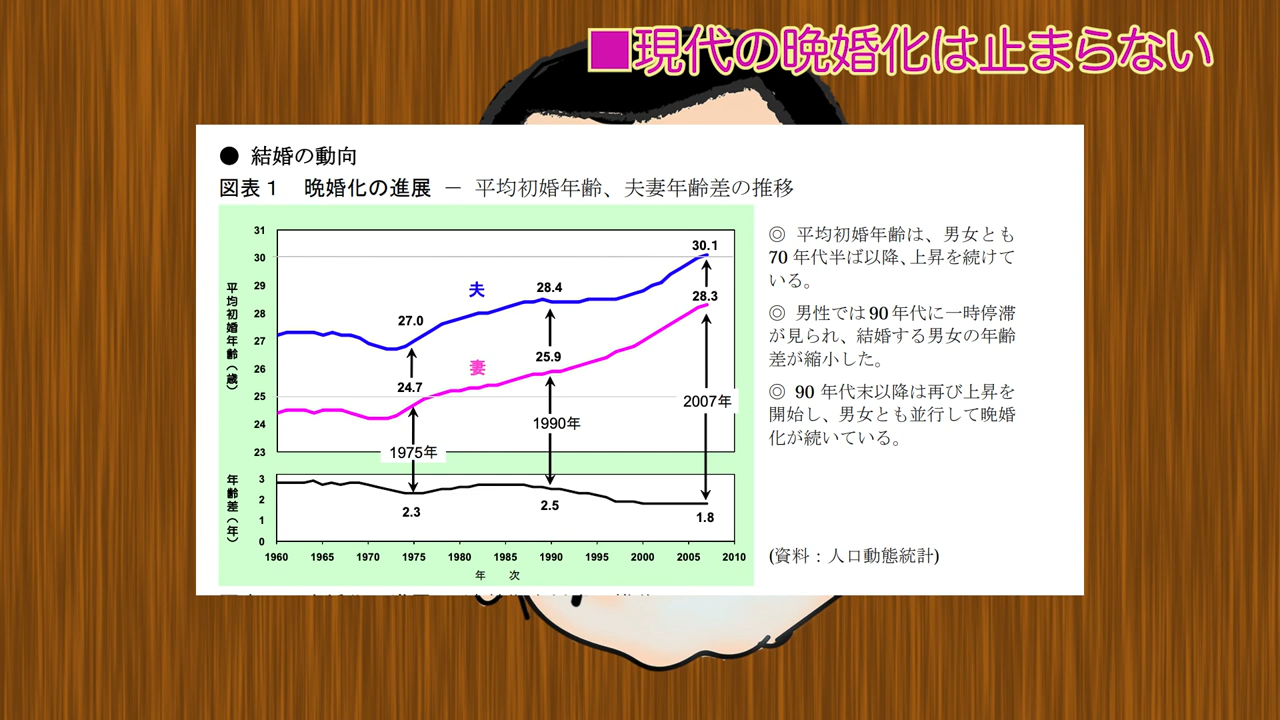 ■現代の晩婚化は止まらない
● 結婚の動向
図表１　晩婚化の進展 － 平均初婚年齢、夫妻年齢差の推移
平均初婚年齢（歳）
31
30
29
28
27
26
25
24
23
夫
妻
27.0
28.4
30.1
24.7
25.9
28.3
1975年
1990年
2007年
年齢差（年）
3
2
1
0
2.3
2.5
1.8
1960 1965 1970 1975 1980 1985 1990 1995 2000 2005 2010
年　次
◎ 平均初婚年齢は、男女とも
70 年代半ば以降、上昇を続けて
いる。
◎ 男性では 90 年代に一時停滞
が見られ、結婚する男女の年齢
差が縮小した。
◎ 90 年代末以降は再び上昇を
開始し、男女とも並行して晩婚
化が続いている。
(資料：人口動態統計)